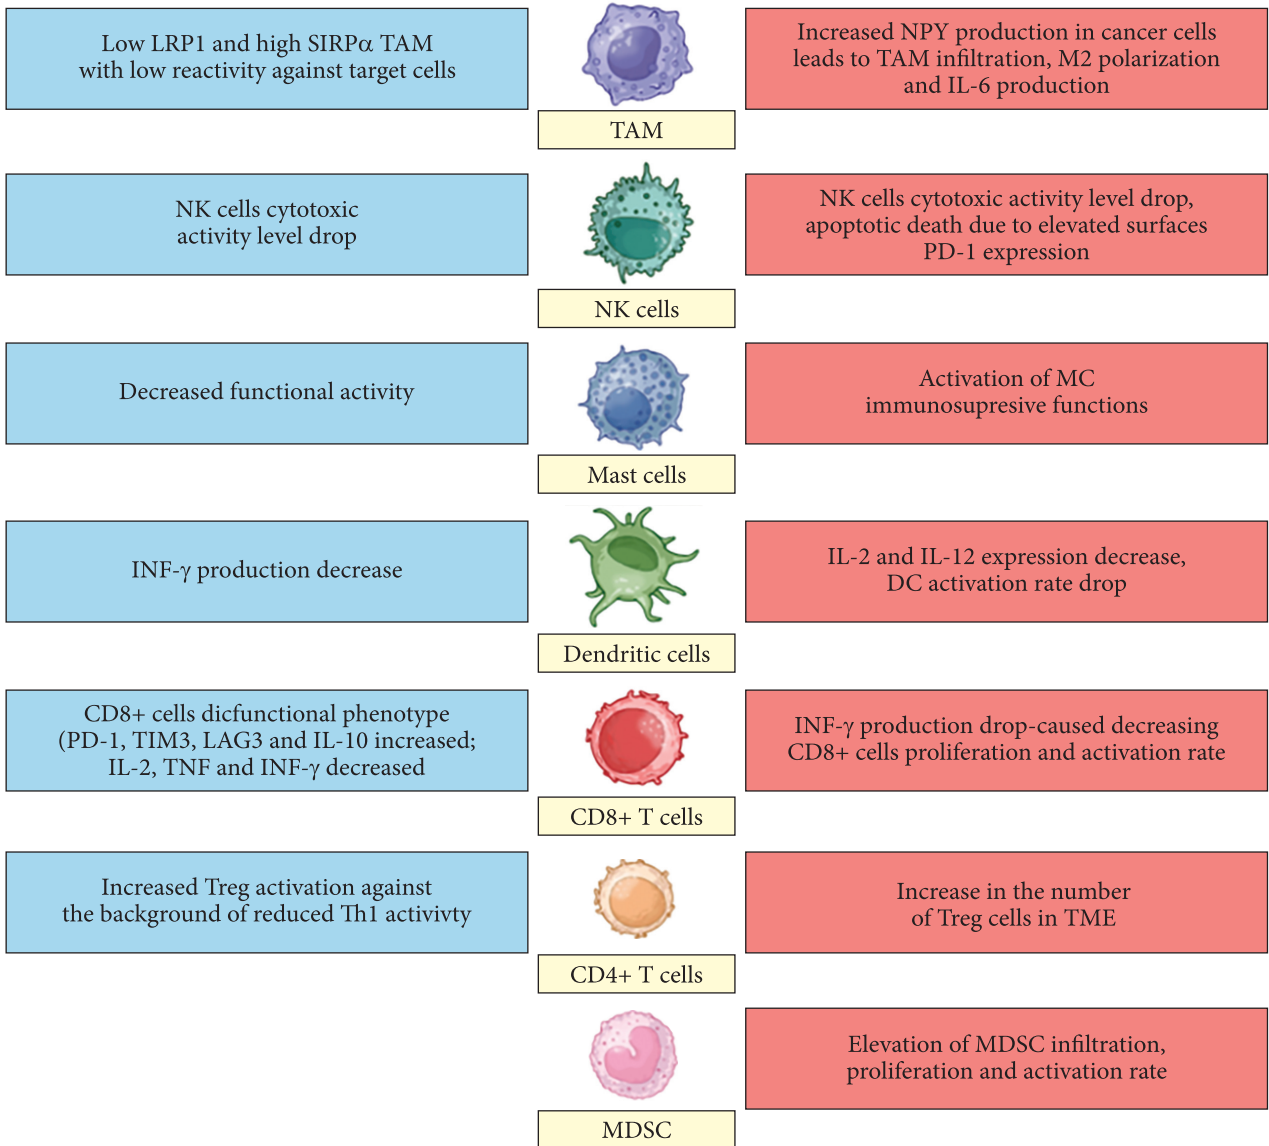 Low LRP1 and high SIRPα TAM
with low reactivity against target cells
TAM
Increased NPY production in cancer cells
leads to TAM infiltration, M2 polarization
and IL-6 production
NK cells cytotoxic
activity level drop
NK cells
NK cells cytotoxic activity level drop,
apoptotic death due to elevated surfaces
PD-1 expression
Decreased functional activity
Mast cells
Activation of MC
immunosupresive functions
INF-γ production decrease
Dendritic cells
IL-2 and IL-12 expression decrease,
DC activation rate drop
CD8+ cells dicfunctional phenotype
(PD-1, TIM3, LAG3 and IL-10 increased;
IL-2, TNF and INF-γ decreased
CD8+ T cells
INF-γ production drop-caused decreasing
CD8+ cells proliferation and activation rate
Increased Treg activation against
the background of reduced Th1 activivty
CD4+ T cells
Increase in the number
of Treg cells in TME
MDSC
Elevation of MDSC infiltration,
proliferation and activation rate